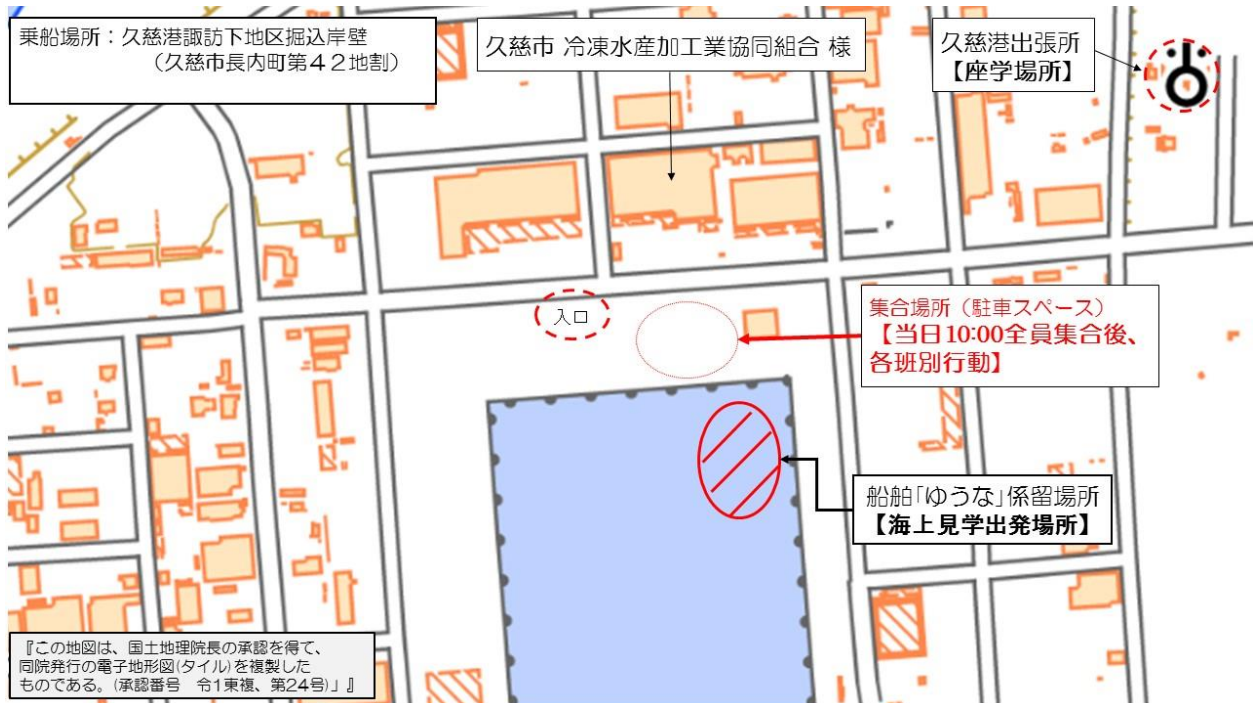 乗船場所：久慈港諏訪下地区掘込岸壁
（久慈市長内町第４２地割）
久慈市 冷凍水産加工業協同組合 様
久慈港出張所
【座学場所】
入口
集合場所（駐車スペース）
【当日10:00全員集合後、
各班別行動】
船舶「ゆうな」係留場所
【海上見学出発場所】
『この地図は、国土地理院長の承認を得て、
同院発行の電子地形図(タイル)を複製した
ものである。(承認番号　令1東複、第24号)」』